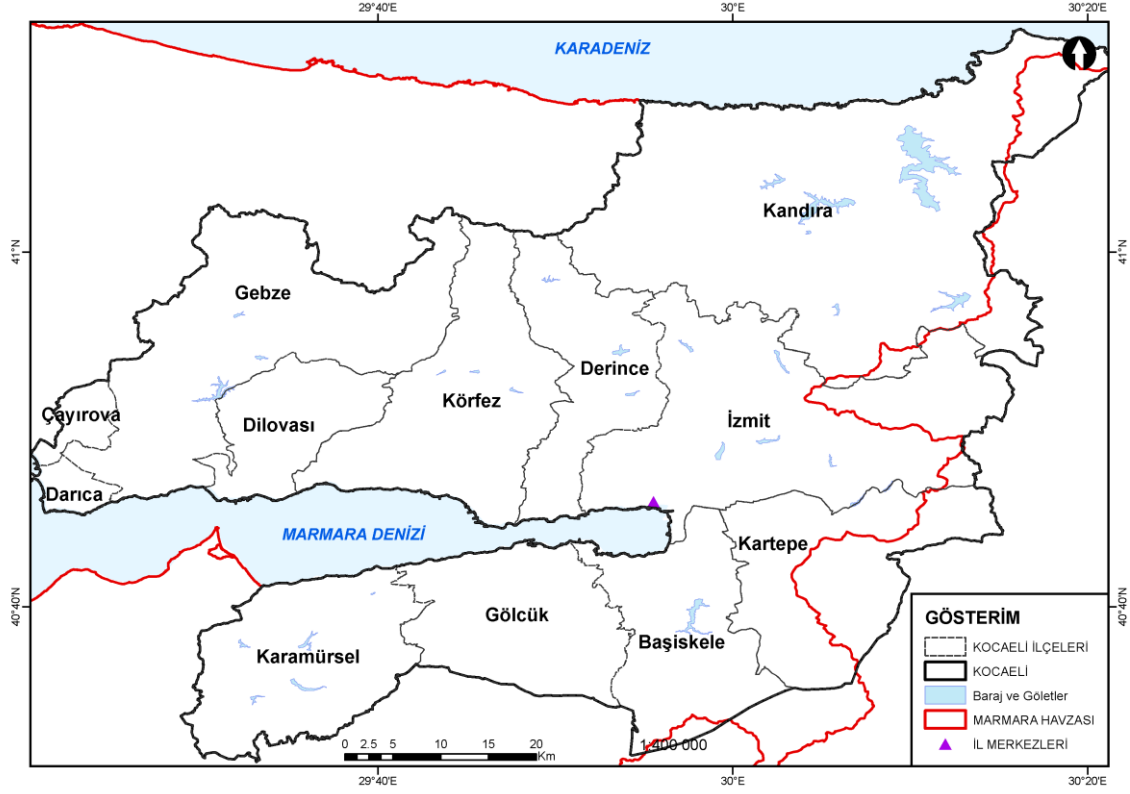 29°40'E
30°E
30°20'E
KARADENİZ
41°N
41°N
Kandıra
Gebze
Derince
Körfez
Çayırova
Dilovası
İzmit
Darıca
MARMARA DENİZİ
Kartepe
40°40'N
40°40'N
Gölcük
Başiskele
Karamürsel
GÖSTERİM
KOCAELİ İLÇELERİ
KOCAELİ
Baraj ve Göletler
MARMARA HAVZASI
İL MERKEZLERİ
0 2.5 5 10 15 20
Km
1:400 000
29°40'E
30°E
30°20'E